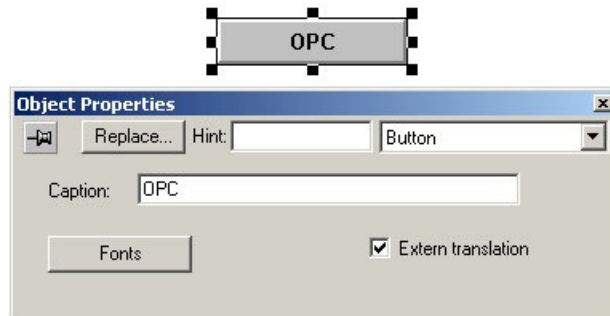 OPC
Object Properties
Replace... Hint: Button
Caption: OPC
Fonts Extern translation